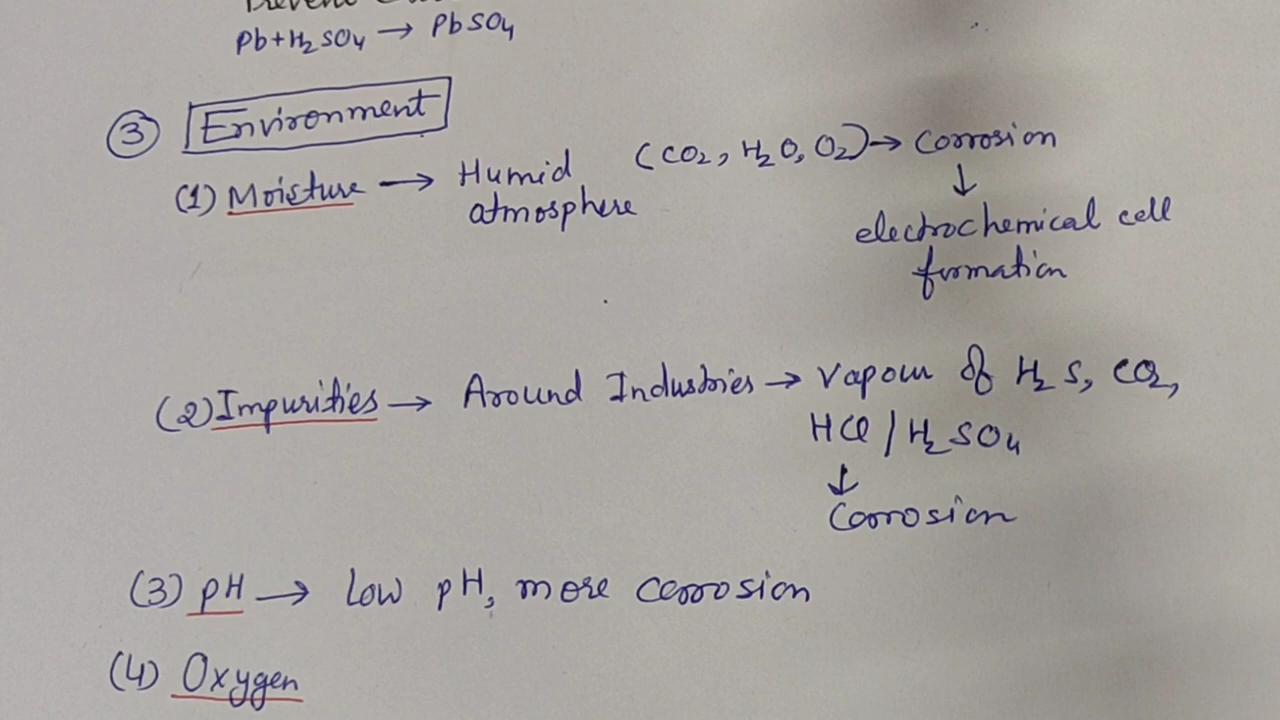 Prevent
Pb+H₂SO₄ → PbSO₄
③ Environment
(1) Moisture → Humid atmosphere (CO₂, H₂O, O₂) → Corrosion
↓
electrochemical cell
formation
(2) Impurities → Around Industries → Vapour of H₂S, CO₂,
HCl / H₂SO₄
↓
Corrosion
(3) pH → Low pH, more corrosion
(4) Oxygen